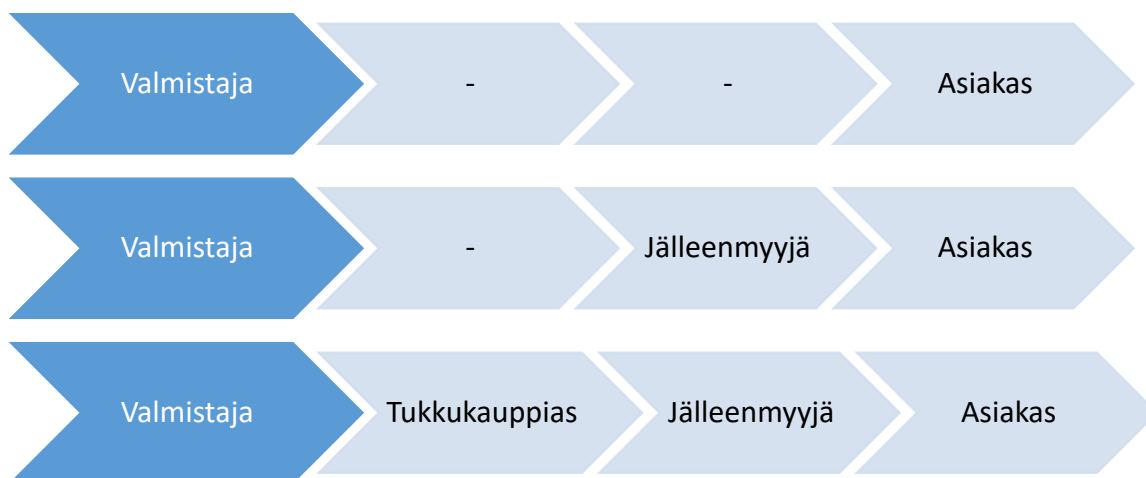 Valmistaja - - Asiakas
Valmistaja - Jälleenmyyjä Asiakas
Valmistaja Tukkukauppias Jälleenmyyjä Asiakas